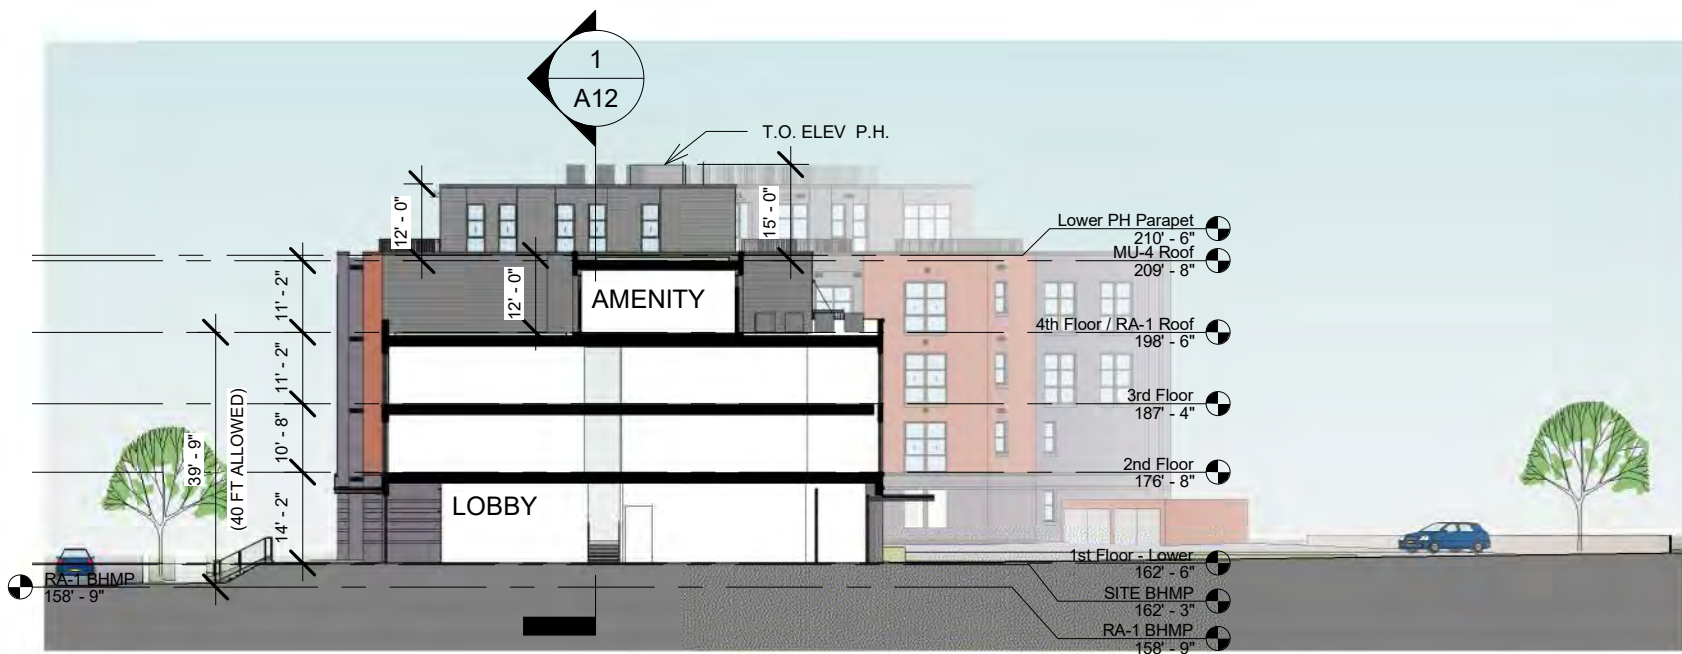 1
A12
T.O. ELEV P.H.
12' - 0"
15' - 0"
12' - 0"
Lower PH Parapet
210' - 6"
MU-4 Roof
209' - 8"
11' - 2"
AMENITY
4th Floor / RA-1 Roof
198' - 6"
11' - 2"
3rd Floor
187' - 4"
39' - 9"
(40 FT ALLOWED)
10' - 8"
2nd Floor
176' - 8"
14' - 2"
LOBBY
1st Floor - Lower
162' - 6"
RA-1 BHMP
158' - 9"
SITE BHMP
162' - 3"
RA-1 BHMP
158' - 9"